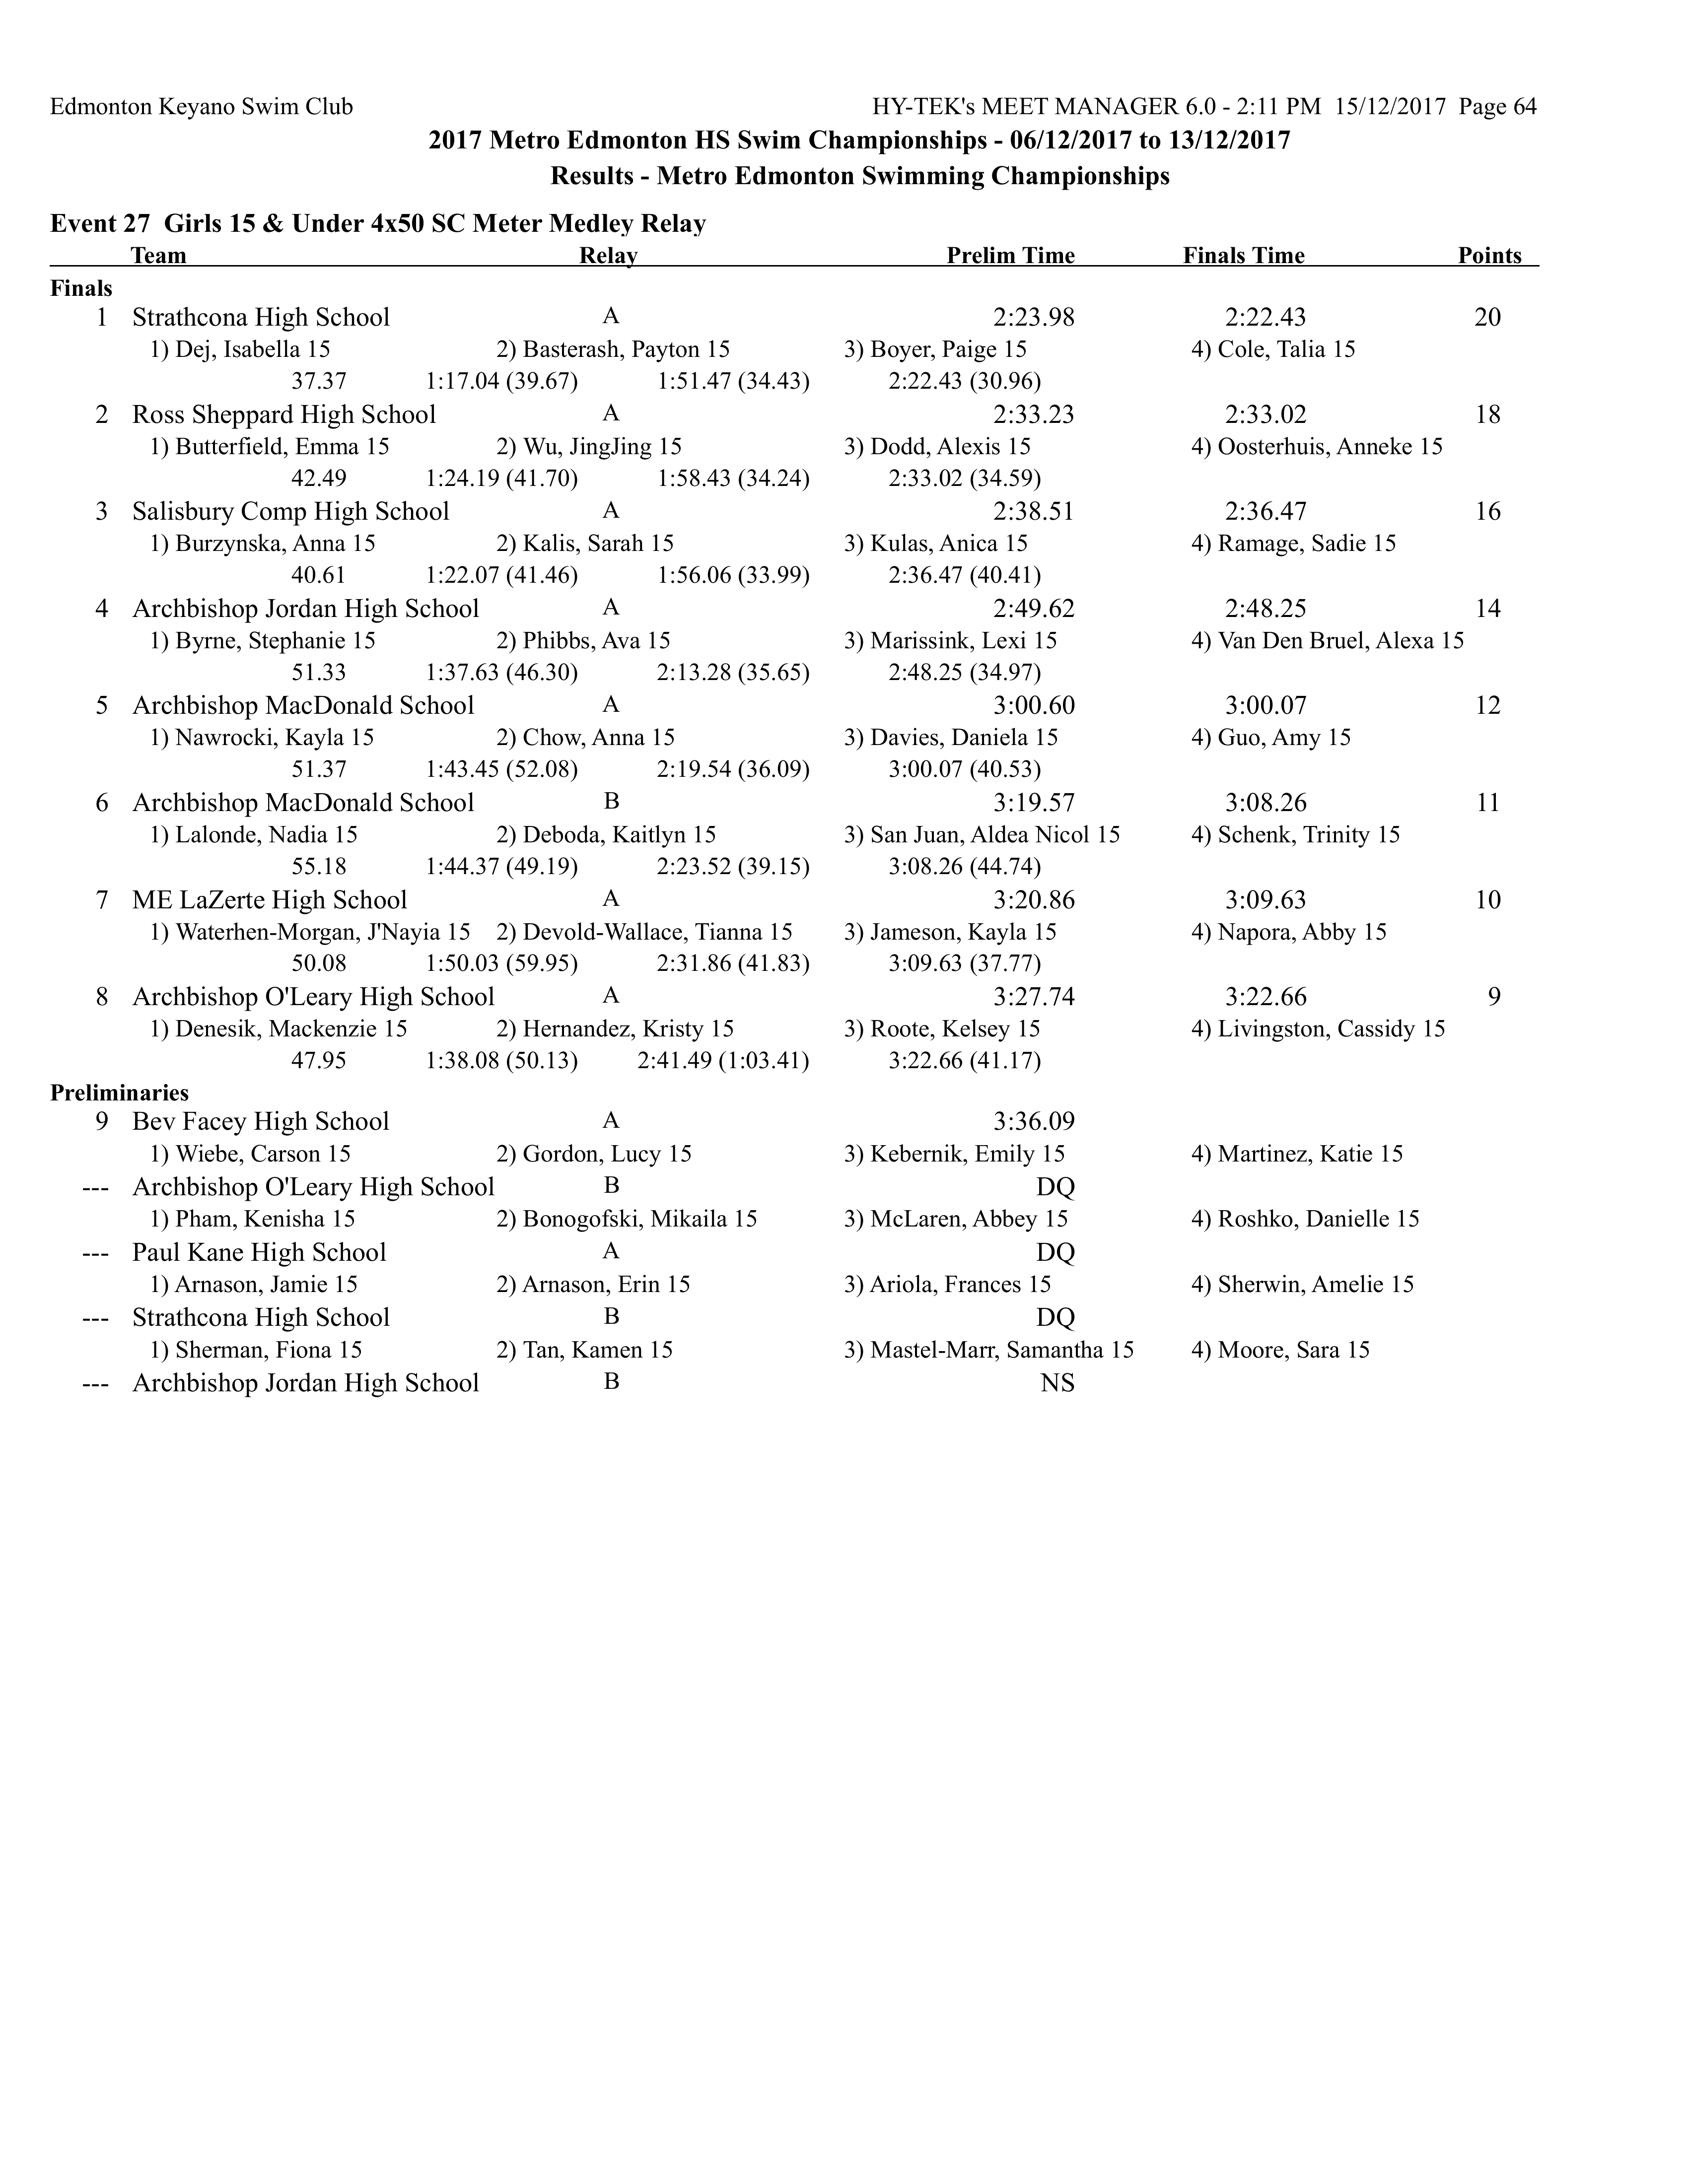 Edmonton Keyano Swim Club HY-TEK's MEET MANAGER 6.0 - 2:11 PM 15/12/2017 Page 64
2017 Metro Edmonton HS Swim Championships - 06/12/2017 to 13/12/2017
Results - Metro Edmonton Swimming Championships
Event 27 Girls 15 & Under 4x50 SC Meter Medley Relay
Team Relay Prelim Time Finals Time Points
Finals
1 Strathcona High School A 2:23.98 2:22.43 20
1) Dej, Isabella 15 2) Basterash, Payton 15 3) Boyer, Paige 15 4) Cole, Talia 15
37.37 1:17.04 (39.67) 1:51.47 (34.43) 2:22.43 (30.96)
2 Ross Sheppard High School A 2:33.23 2:33.02 18
1) Butterfield, Emma 15 2) Wu, JingJing 15 3) Dodd, Alexis 15 4) Oosterhuis, Anneke 15
42.49 1:24.19 (41.70) 1:58.43 (34.24) 2:33.02 (34.59)
3 Salisbury Comp High School A 2:38.51 2:36.47 16
1) Burzynska, Anna 15 2) Kalis, Sarah 15 3) Kulas, Anica 15 4) Ramage, Sadie 15
40.61 1:22.07 (41.46) 1:56.06 (33.99) 2:36.47 (40.41)
4 Archbishop Jordan High School A 2:49.62 2:48.25 14
1) Byrne, Stephanie 15 2) Phibbs, Ava 15 3) Marissink, Lexi 15 4) Van Den Bruel, Alexa 15
51.33 1:37.63 (46.30) 2:13.28 (35.65) 2:48.25 (34.97)
5 Archbishop MacDonald School A 3:00.60 3:00.07 12
1) Nawrocki, Kayla 15 2) Chow, Anna 15 3) Davies, Daniela 15 4) Guo, Amy 15
51.37 1:43.45 (52.08) 2:19.54 (36.09) 3:00.07 (40.53)
6 Archbishop MacDonald School B 3:19.57 3:08.26 11
1) Lalonde, Nadia 15 2) Deboda, Kaitlyn 15 3) San Juan, Aldea Nicol 15 4) Schenk, Trinity 15
55.18 1:44.37 (49.19) 2:23.52 (39.15) 3:08.26 (44.74)
7 ME LaZerte High School A 3:20.86 3:09.63 10
1) Waterhen-Morgan, J'Nayia 15 2) Devold-Wallace, Tianna 15 3) Jameson, Kayla 15 4) Napora, Abby 15
50.08 1:50.03 (59.95) 2:31.86 (41.83) 3:09.63 (37.77)
8 Archbishop O'Leary High School A 3:27.74 3:22.66 9
1) Denesik, Mackenzie 15 2) Hernandez, Kristy 15 3) Roote, Kelsey 15 4) Livingston, Cassidy 15
47.95 1:38.08 (50.13) 2:41.49 (1:03.41) 3:22.66 (41.17)
Preliminaries
9 Bev Facey High School A 3:36.09
1) Wiebe, Carson 15 2) Gordon, Lucy 15 3) Kebernik, Emily 15 4) Martinez, Katie 15
--- Archbishop O'Leary High School B DQ
1) Pham, Kenisha 15 2) Bonogofski, Mikaila 15 3) McLaren, Abbey 15 4) Roshko, Danielle 15
--- Paul Kane High School A DQ
1) Arnason, Jamie 15 2) Arnason, Erin 15 3) Ariola, Frances 15 4) Sherwin, Amelie 15
--- Strathcona High School B DQ
1) Sherman, Fiona 15 2) Tan, Kamen 15 3) Mastel-Marr, Samantha 15 4) Moore, Sara 15
--- Archbishop Jordan High School B NS